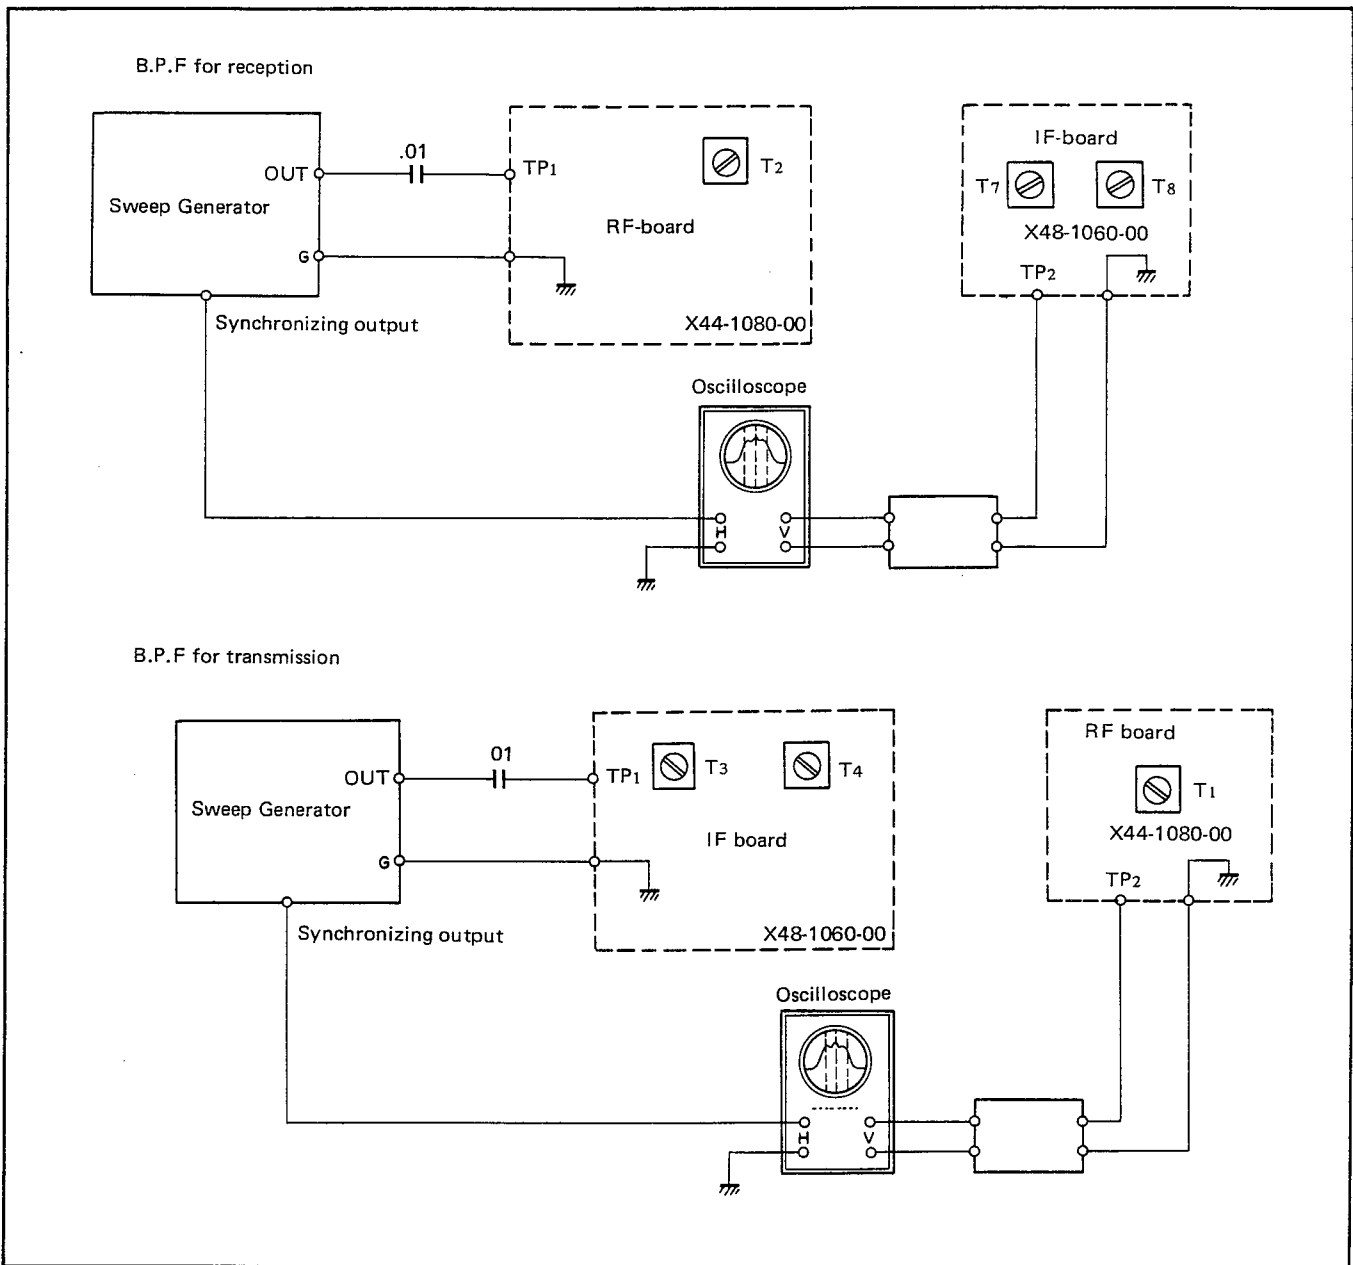 B.P.F for reception
OUT
.01
TP1
T2
Sweep Generator
RF-board
G
Synchronizing output
X44-1080-00
IF-board
T7
T8
X48-1060-00
TP2
Oscilloscope
H
V
B.P.F for transmission
OUT
01
TP1
T3
T4
Sweep Generator
IF board
G
Synchronizing output
X48-1060-00
RF board
T1
X44-1080-00
TP2
Oscilloscope
H
V